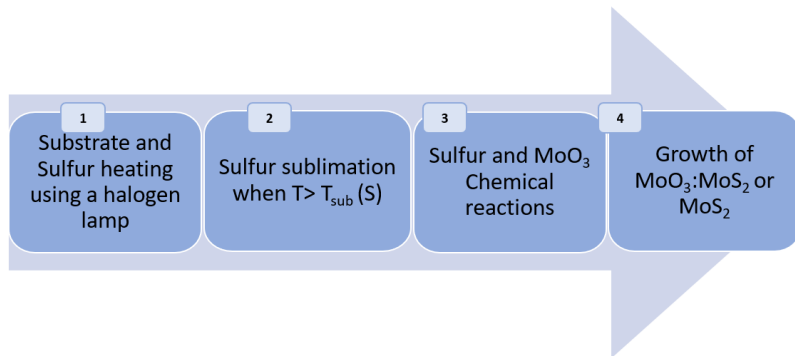 1
Substrate and
Sulfur heating
using a halogen
lamp
2
Sulfur sublimation
when T> Tsub (S)
3
Sulfur and MoO3
Chemical
reactions
4
Growth of
MoO3:MoS2 or
MoS2